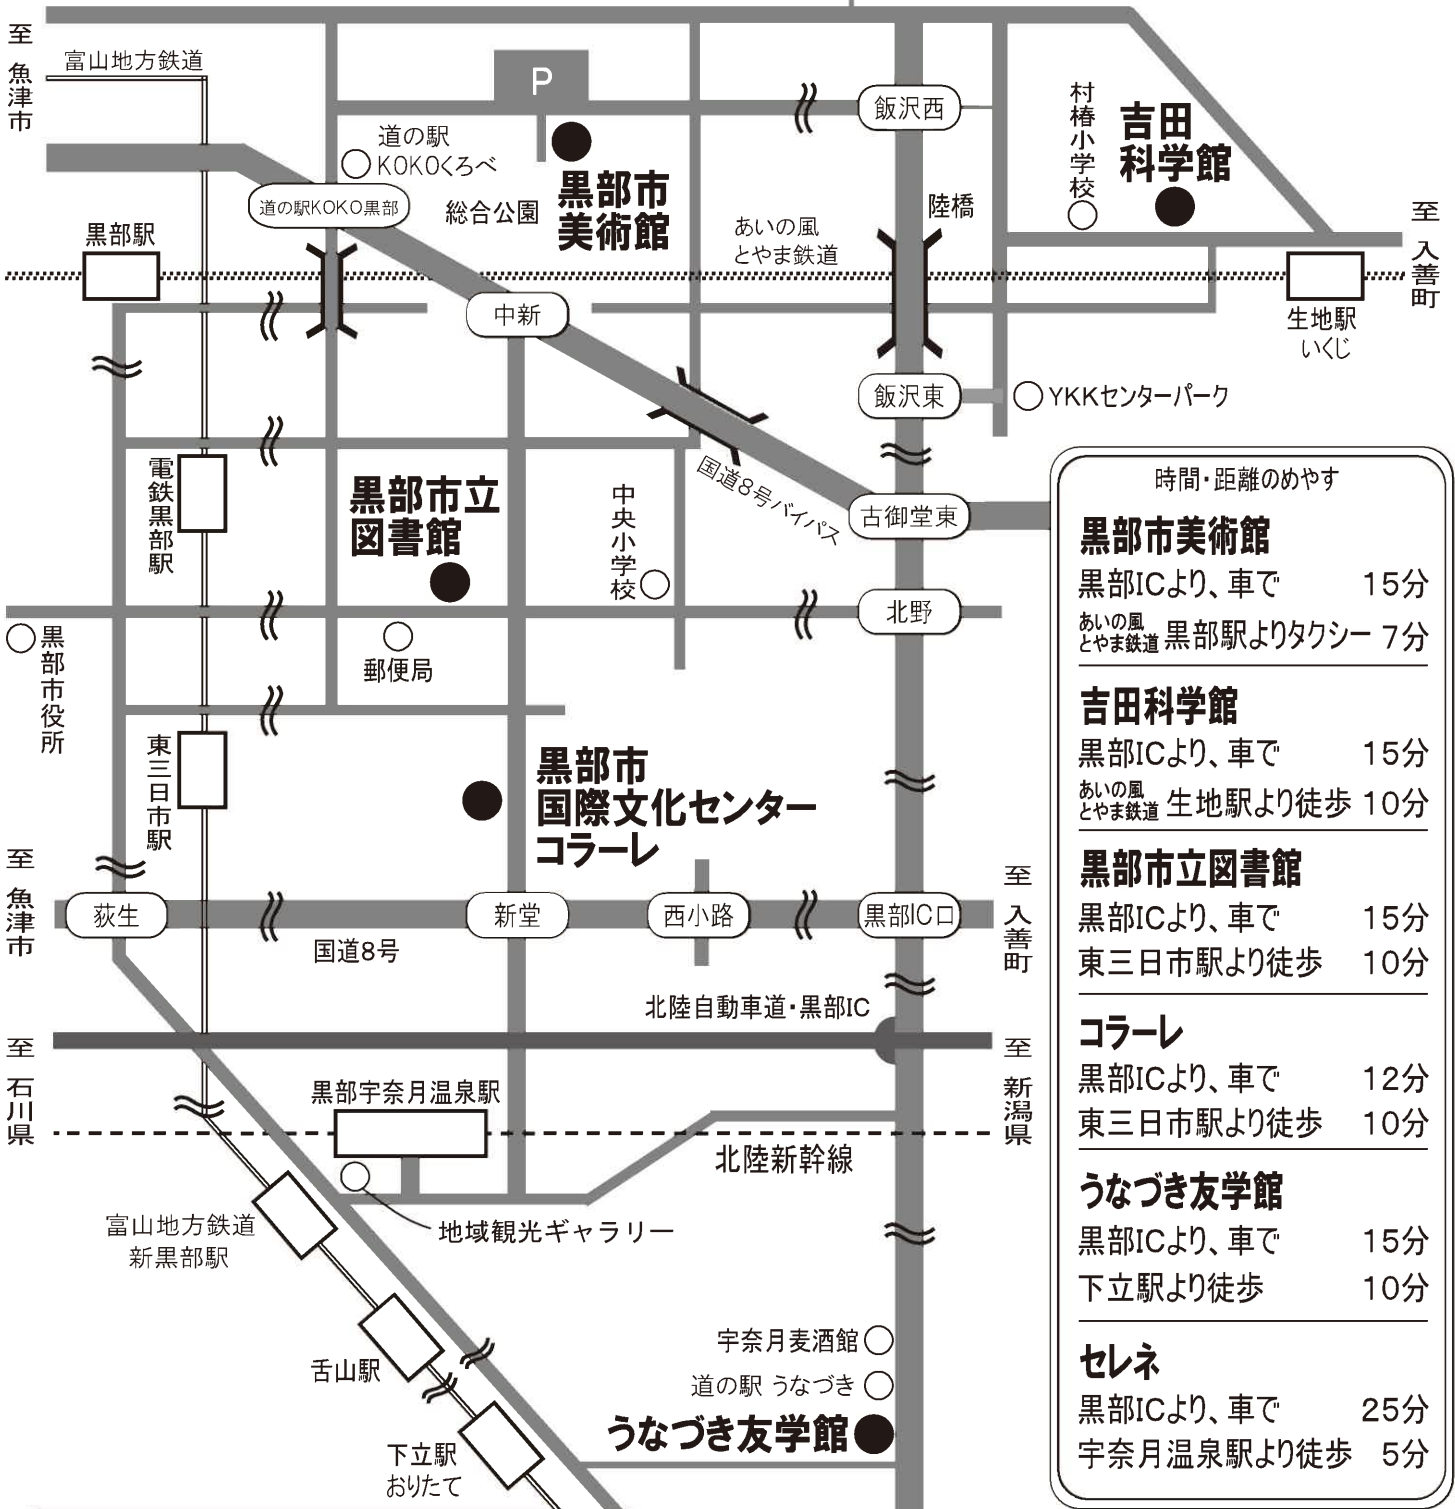 至 魚津市
富山地方鉄道
P
飯沢西
村椿小学校
吉田
科学館
道の駅
KOKOくろべ
道の駅KOKO黒部
総合公園
黒部市
美術館
陸橋
あいの風
とやま鉄道
至 入善町
黒部駅
中新
生地駅
いくじ
飯沢東
YKKセンターパーク
電鉄黒部駅
黒部市立
図書館
中央小学校
国道8号バイパス
古御堂東
北野
黒部市役所
郵便局
東三日市駅
黒部市
国際文化センター
コラーレ
至 魚津市
荻生
新堂
西小路
黒部IC口
至 入善町
国道8号
北陸自動車道・黒部IC
至 石川県
至 新潟県
黒部宇奈月温泉駅
北陸新幹線
地域観光ギャラリー
富山地方鉄道
新黒部駅
舌山駅
宇奈月麦酒館
道の駅 うなづき
うなづき友学館
下立駅
おりたて
時間・距離のめやす
黒部市美術館
黒部ICより、車で 15分
あいの風
とやま鉄道 黒部駅よりタクシー 7分
吉田科学館
黒部ICより、車で 15分
あいの風
とやま鉄道 生地駅より徒歩 10分
黒部市立図書館
黒部ICより、車で 15分
東三日市駅より徒歩 10分
コラーレ
黒部ICより、車で 12分
東三日市駅より徒歩 10分
うなづき友学館
黒部ICより、車で 15分
下立駅より徒歩 10分
セレネ
黒部ICより、車で 25分
宇奈月温泉駅より徒歩 5分